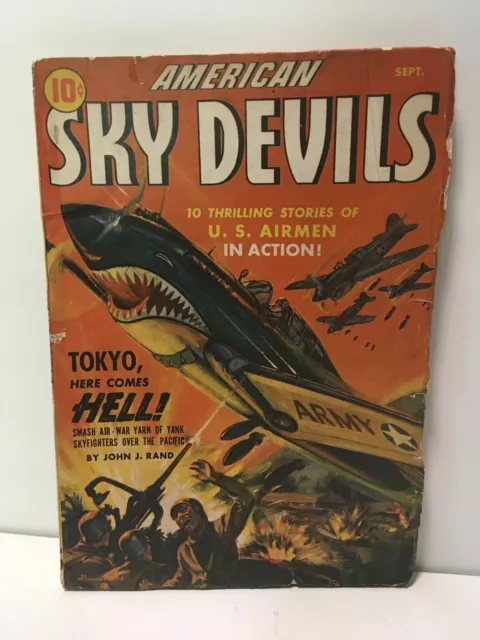 10¢
AMERICAN
SEPT.
SKY DEVILS
10 THRILLING STORIES OF
U. S. AIRMEN
IN ACTION!
TOKYO,
HERE COMES
HELL!
SMASH AIR-WAR YARN OF YANK
SKYFIGHTERS OVER THE PACIFIC
BY JOHN J. RAND
ARMY